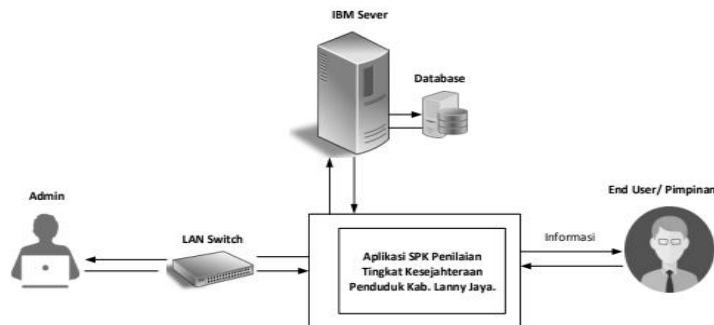 IBM Sever
Database
Admin
End User/ Pimpinan
LAN Switch
Informasi
Aplikasi SPK Penilaian
Tingkat Kesejahteraan
Penduduk Kab. Lanny Jaya.